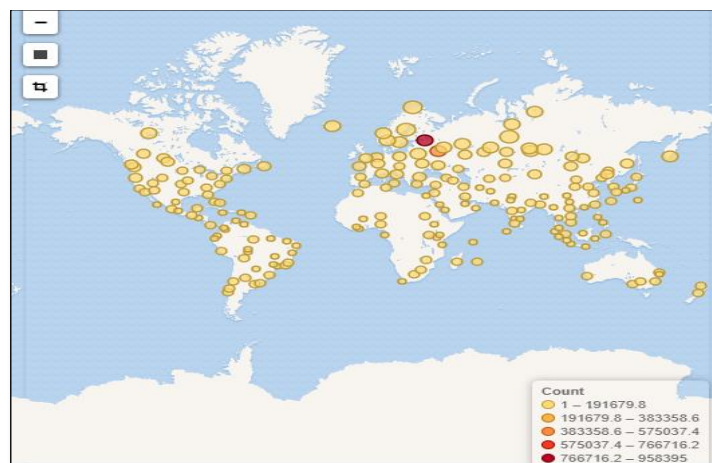 Count
1 – 191679.8
191679.8 – 383358.6
383358.6 – 575037.4
575037.4 – 766716.2
766716.2 – 958395